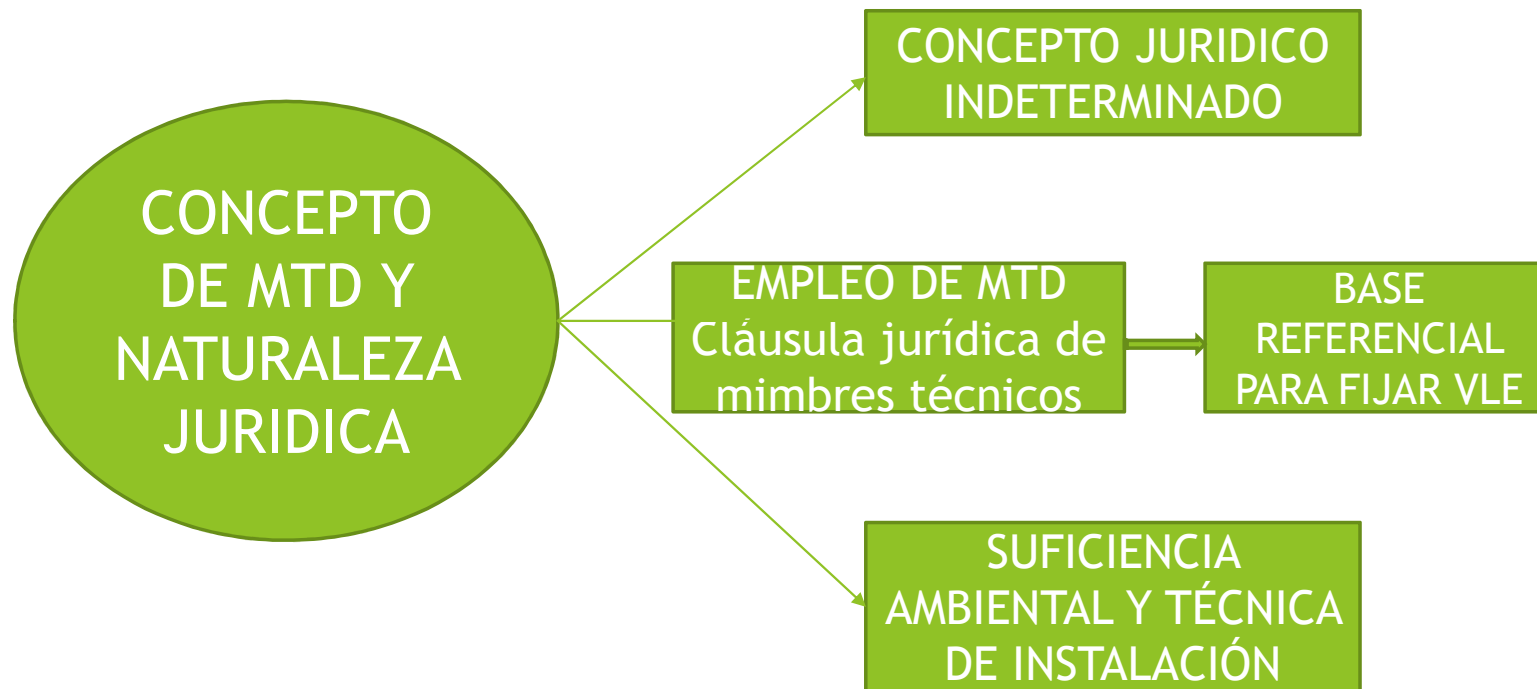 CONCEPTO
DE MTD Y
NATURALEZA
JURIDICA
CONCEPTO JURIDICO
INDETERMINADO
EMPLEO DE MTD
Cláusula jurídica de
mimbres técnicos
BASE
REFERENCIAL
PARA FIJAR VLE
SUFICIENCIA
AMBIENTAL Y TÉCNICA
DE INSTALACIÓN